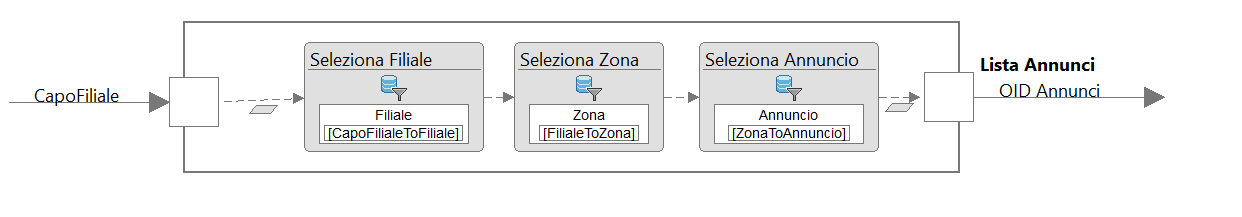 CapoFiliale
Seleziona Filiale
Filiale
[CapoFilialeToFiliale]
Seleziona Zona
Zona
[FilialeToZona]
Seleziona Annuncio
Annuncio
[ZonaToAnnuncio]
Lista Annunci
OID Annunci